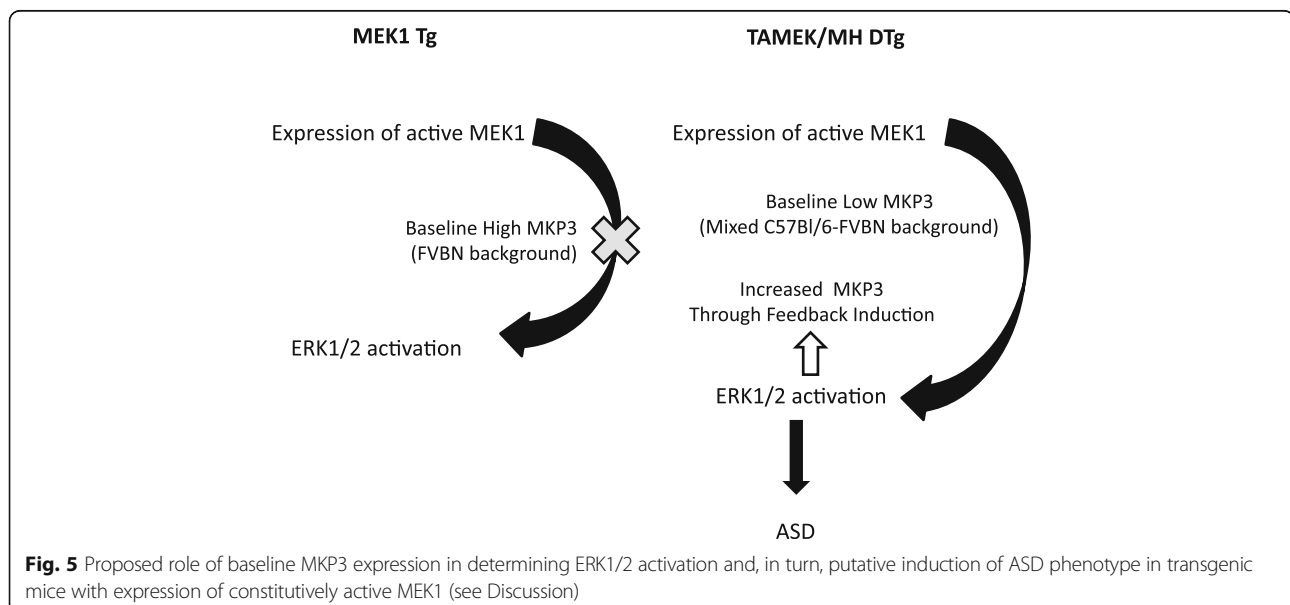 MEK1 Tg
Expression of active MEK1
Baseline High MKP3
(FVBN background)
ERK1/2 activation
TAMEK/MH DTg
Expression of active MEK1
Baseline Low MKP3
(Mixed C57Bl/6-FVBN background)
Increased MKP3
Through Feedback Induction
ERK1/2 activation
ASD
Fig. 5 Proposed role of baseline MKP3 expression in determining ERK1/2 activation and, in turn, putative induction of ASD phenotype in transgenic
mice with expression of constitutively active MEK1 (see Discussion)